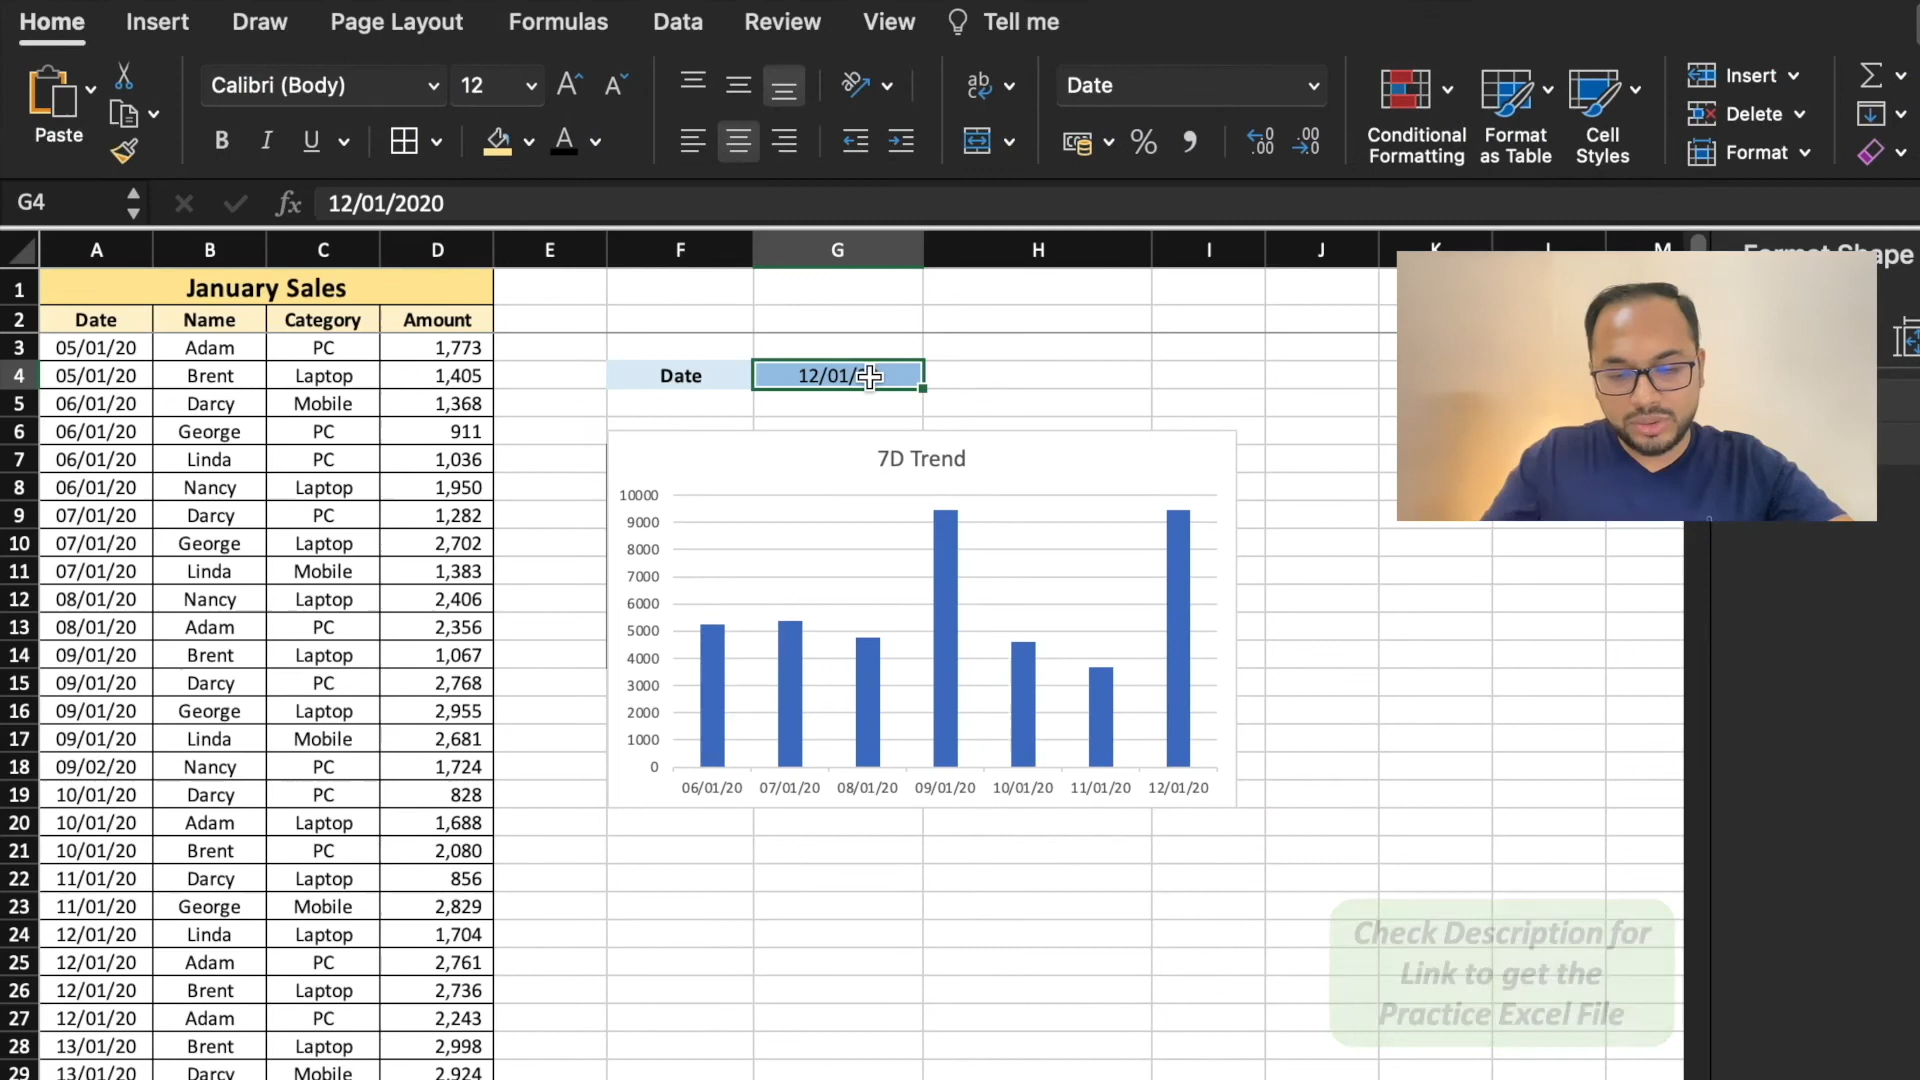 Home Insert Draw Page Layout Formulas Data Review View Tell me
Calibri (Body) 12 Date
Paste
Conditional Formatting
Format as Table
Cell Styles
Insert
Delete
Format
G4 fx 12/01/2020
A B C D E F G H I J K L M
Format Shape
1 January Sales
2 Date Name Category Amount
3 05/01/20 Adam PC 1,773
4 05/01/20 Brent Laptop 1,405 Date 12/01/
5 06/01/20 Darcy Mobile 1,368
6 06/01/20 George PC 911
7 06/01/20 Linda PC 1,036
8 06/01/20 Nancy Laptop 1,950
9 07/01/20 Darcy PC 1,282
10 07/01/20 George Laptop 2,702
11 07/01/20 Linda Mobile 1,383
12 08/01/20 Nancy Laptop 2,406
13 08/01/20 Adam PC 2,356
14 09/01/20 Brent Laptop 1,067
15 09/01/20 Darcy PC 2,768
16 09/01/20 George Laptop 2,955
17 09/01/20 Linda Mobile 2,681
18 09/02/20 Nancy PC 1,724
19 10/01/20 Darcy PC 828
20 10/01/20 Adam Laptop 1,688
21 10/01/20 Brent PC 2,080
22 11/01/20 Darcy Laptop 856
23 11/01/20 George Mobile 2,829
24 12/01/20 Linda Laptop 1,704
25 12/01/20 Adam PC 2,761
26 12/01/20 Brent Laptop 2,736
27 12/01/20 Adam PC 2,243
28 13/01/20 Brent Laptop 2,998
29 13/01/20 Darcy Mobile 2,924
7D Trend
10000
9000
8000
7000
6000
5000
4000
3000
2000
1000
0
06/01/20 07/01/20 08/01/20 09/01/20 10/01/20 11/01/20 12/01/20
Check Description for
Link to get the
Practice Excel File